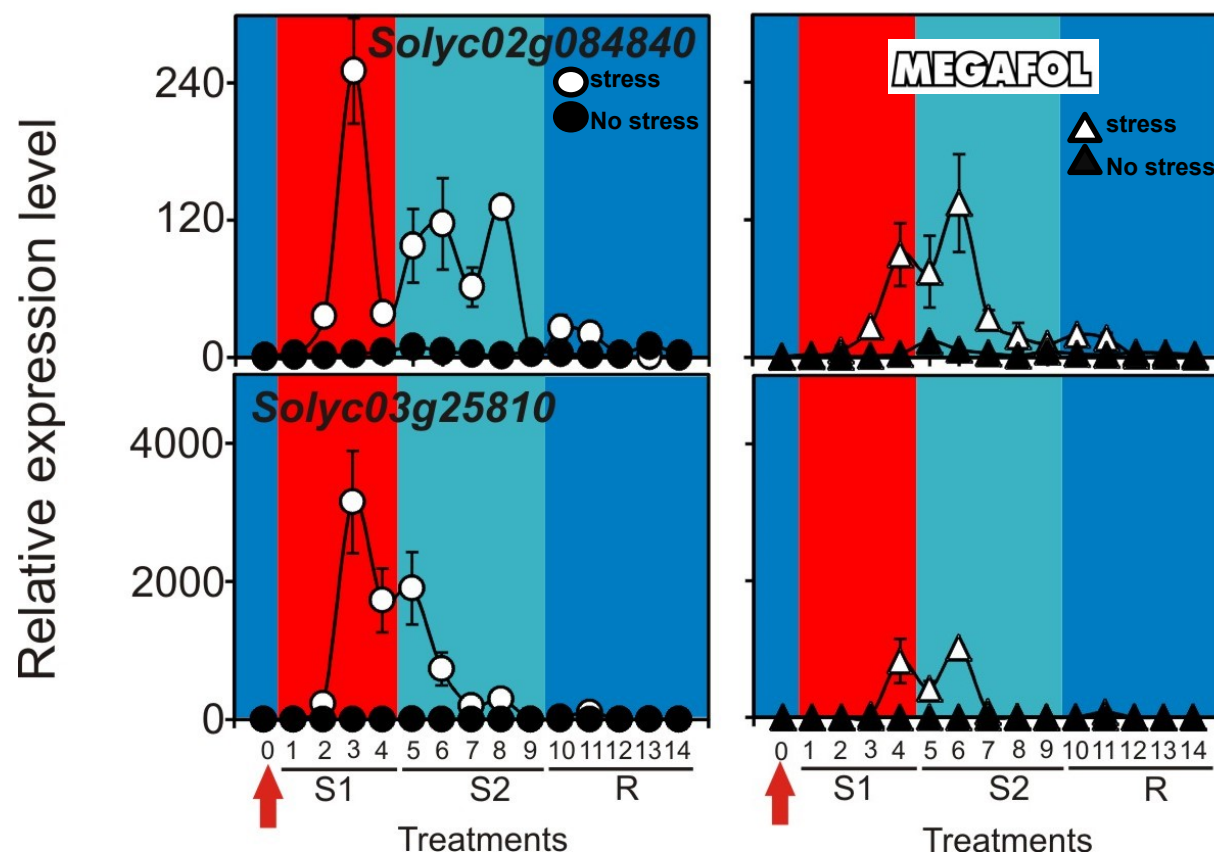 Relative expression level
Solyc02g084840
stress
No stress
240
120
0
MEGAFOL
stress
No stress
Solyc03g25810
4000
2000
0
0 1 2 3 4 5 6 7 8 9 10 11 12 13 14
S1 S2 R
Treatments
0 1 2 3 4 5 6 7 8 9 10 11 12 13 14
S1 S2 R
Treatments